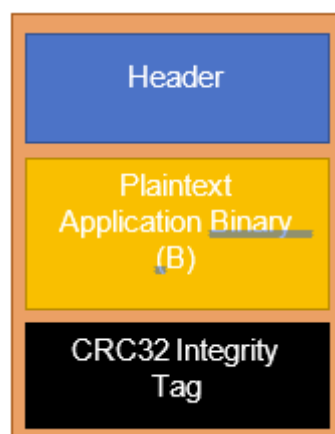 Header
Plaintext
Application Binary
(B)
CRC32 Integrity
Tag